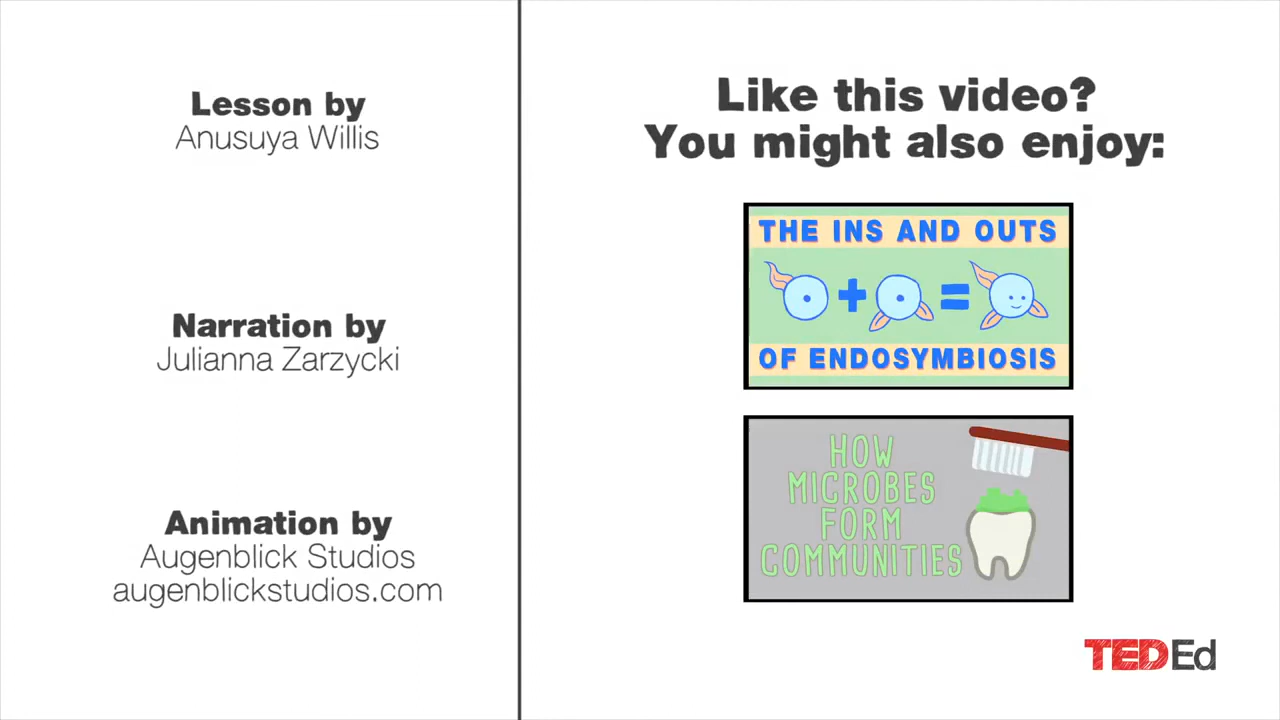 Lesson by
Anusuya Willis
Narration by
Julianna Zarzycki
Animation by
Augenblick Studios
augenblickstudios.com
Like this video?
You might also enjoy:
THE INS AND OUTS
OF ENDOSYMBIOSIS
HOW
MICROBES
FORM
COMMUNITIES
TEDEd